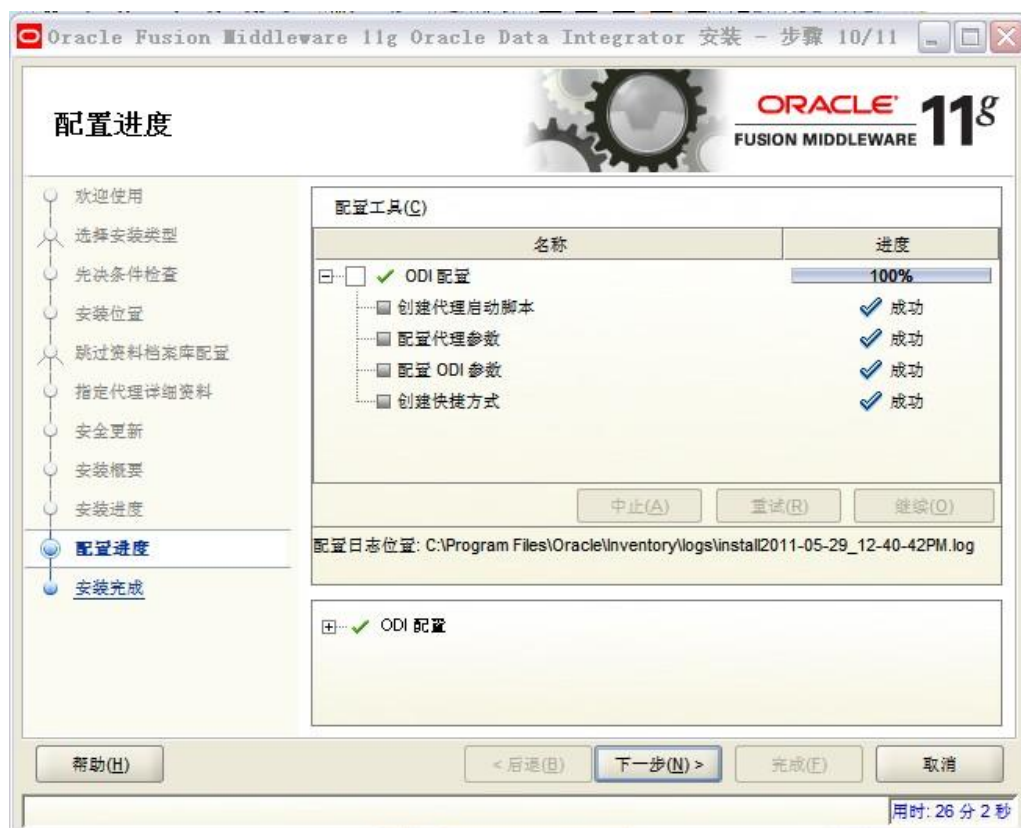 Oracle Fusion Middleware 11g Oracle Data Integrator 安装 - 步骤 10/11
配置进度
ORACLE
FUSION MIDDLEWARE
11g
欢迎使用
选择安装类型
先决条件检查
安装位置
跳过资料档案库配置
指定代理详细资料
安全更新
安装概要
安装进度
配置进度
安装完成
配置工具(C)
名称 进度
ODI 配置 100%
创建代理启动脚本 成功
配置代理参数 成功
配置 ODI 参数 成功
创建快捷方式 成功
中止(A) 重试(R) 继续(O)
配置日志位置: C:\Program Files\Oracle\Inventory\logs\install2011-05-29_12-40-42PM.log
ODI 配置
帮助(H) < 后退(B) 下一步(N) > 完成(F) 取消
用时: 26 分 2 秒